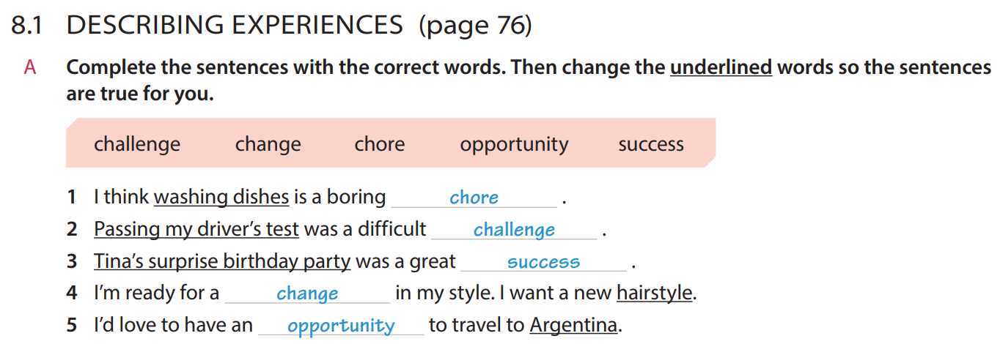 8.1 DESCRIBING EXPERIENCES (page 76)
A Complete the sentences with the correct words. Then change the underlined words so the sentences
are true for you.
challenge change chore opportunity success
1 I think washing dishes is a boring chore .
2 Passing my driver's test was a difficult challenge .
3 Tina's surprise birthday party was a great success .
4 I'm ready for a change in my style. I want a new hairstyle.
5 I'd love to have an opportunity to travel to Argentina.